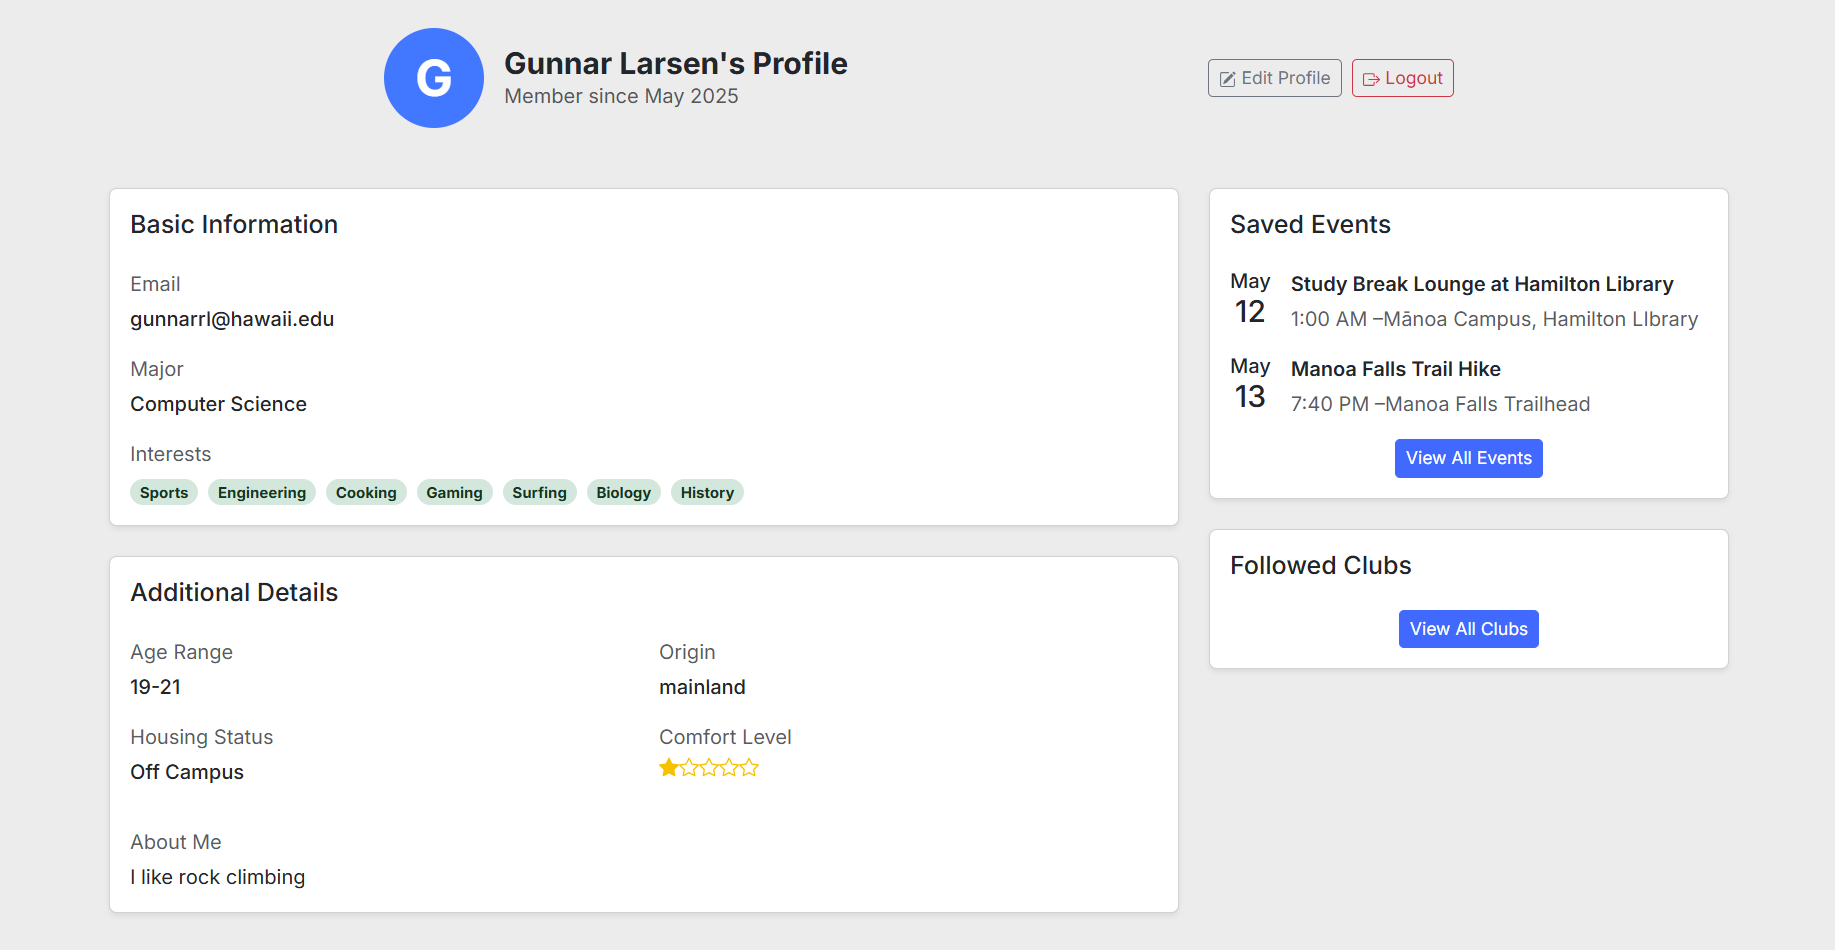 G
Gunnar Larsen's Profile
Member since May 2025
Edit Profile
Logout
Basic Information
Email
gunnarrl@hawaii.edu
Major
Computer Science
Interests
Sports Engineering Cooking Gaming Surfing Biology History
Additional Details
Age Range
19-21
Origin
mainland
Housing Status
Off Campus
Comfort Level
About Me
I like rock climbing
Saved Events
May
12
Study Break Lounge at Hamilton Library
1:00 AM –Mānoa Campus, Hamilton LIbrary
May
13
Manoa Falls Trail Hike
7:40 PM –Manoa Falls Trailhead
View All Events
Followed Clubs
View All Clubs